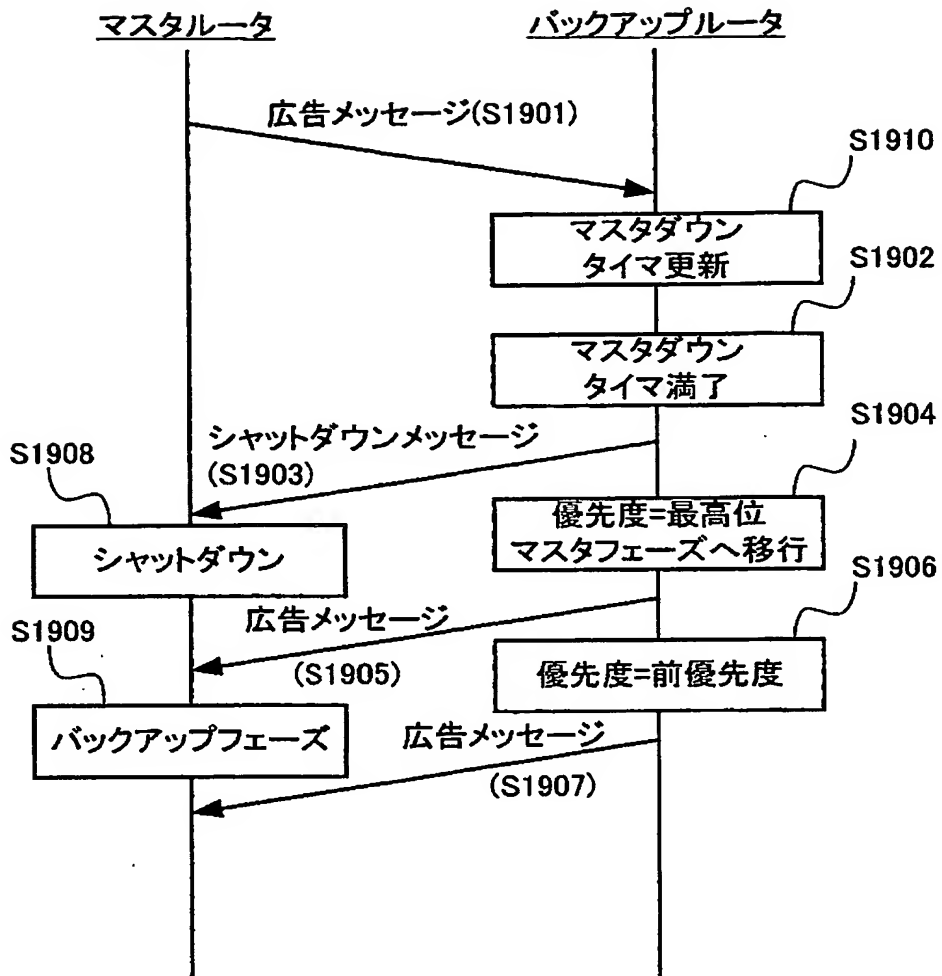 マスタルータ
バックアップルータ
広告メッセージ(S1901)
S1910
マスタダウン
タイマ更新
S1902
マスタダウン
タイマ満了
シャットダウンメッセージ
(S1903)
S1904
S1908
優先度=最高位
マスタフェーズへ移行
シャットダウン
S1906
広告メッセージ
(S1905)
S1909
優先度=前優先度
バックアップフェーズ
広告メッセージ
(S1907)